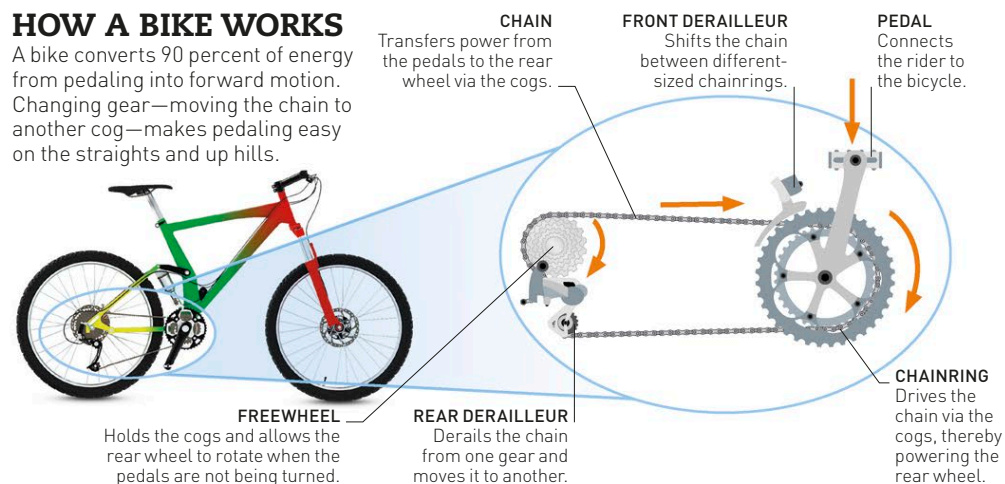 HOW A BIKE WORKS
A bike converts 90 percent of energy
from pedaling into forward motion.
Changing gear—moving the chain to
another cog—makes pedaling easy
on the straights and up hills.
CHAIN
Transfers power from
the pedals to the rear
wheel via the cogs.
FRONT DERAILLEUR
Shifts the chain
between different-
sized chainrings.
PEDAL
Connects
the rider to
the bicycle.
FREEWHEEL
Holds the cogs and allows the
rear wheel to rotate when the
pedals are not being turned.
REAR DERAILLEUR
Derails the chain
from one gear and
moves it to another.
CHAINRING
Drives the
chain via the
cogs, thereby
powering the
rear wheel.